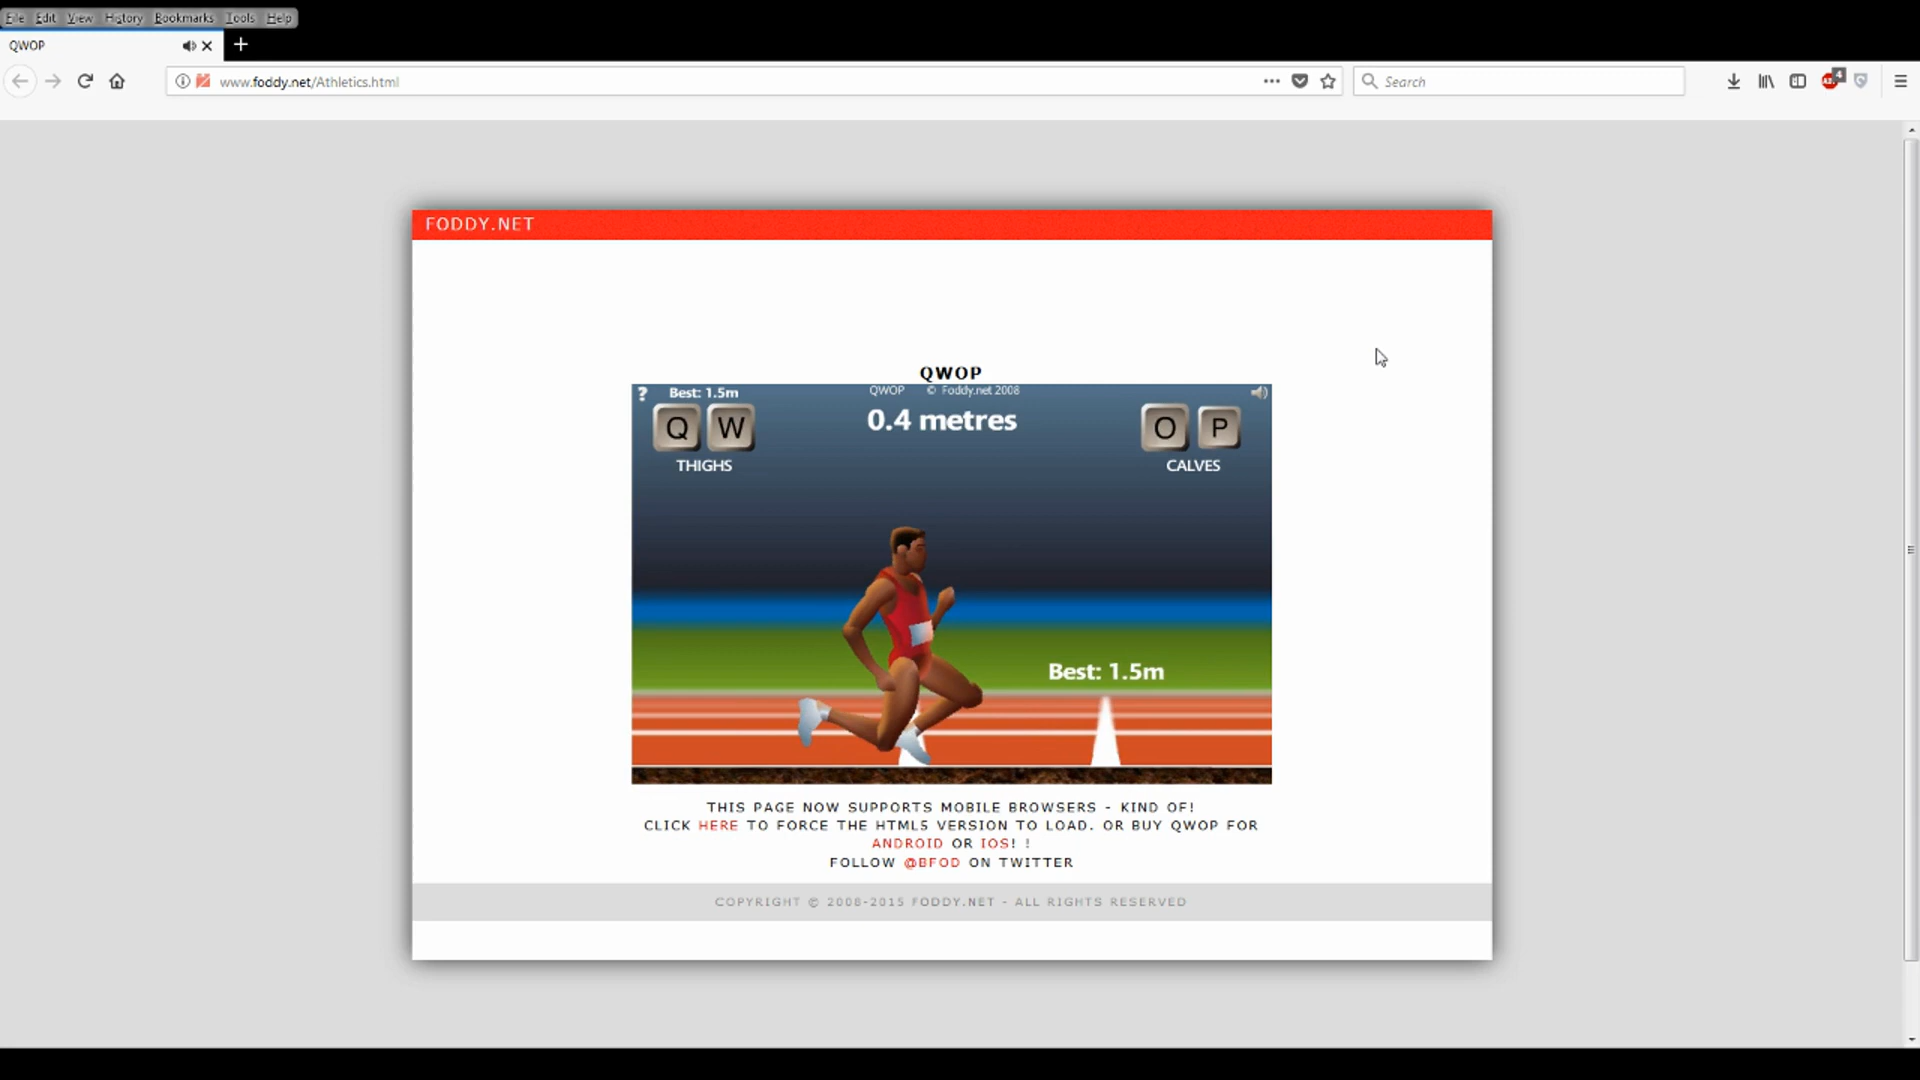 File Edit View History Bookmarks Tools Help
QWOP
www.foddy.net/Athletics.html
Search
4
FODDY.NET
QWOP
? Best: 1.5m QWOP © Foddy.net 2008
0.4 metres
Q W O P
THIGHS CALVES
Best: 1.5m
THIS PAGE NOW SUPPORTS MOBILE BROWSERS - KIND OF!
CLICK HERE TO FORCE THE HTML5 VERSION TO LOAD. OR BUY QWOP FOR
ANDROID OR IOS! !
FOLLOW @BFOD ON TWITTER
COPYRIGHT © 2008-2015 FODDY.NET - ALL RIGHTS RESERVED